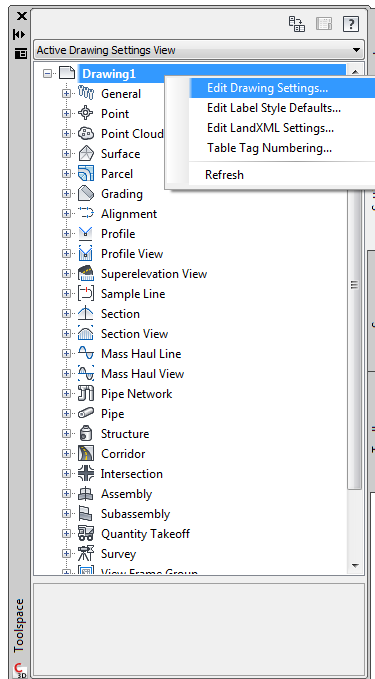 ?
Active Drawing Settings View
Drawing1
Edit Drawing Settings...
General
Edit Label Style Defaults...
Point
Edit LandXML Settings...
Point Cloud
Table Tag Numbering...
Surface
Parcel
Refresh
Grading
Alignment
Profile
Profile View
Superelevation View
Sample Line
Section
Section View
Mass Haul Line
Mass Haul View
Pipe Network
Pipe
Structure
Corridor
Intersection
Assembly
Subassembly
Quantity Takeoff
Survey
View Frame Group
Toolspace
C 3D